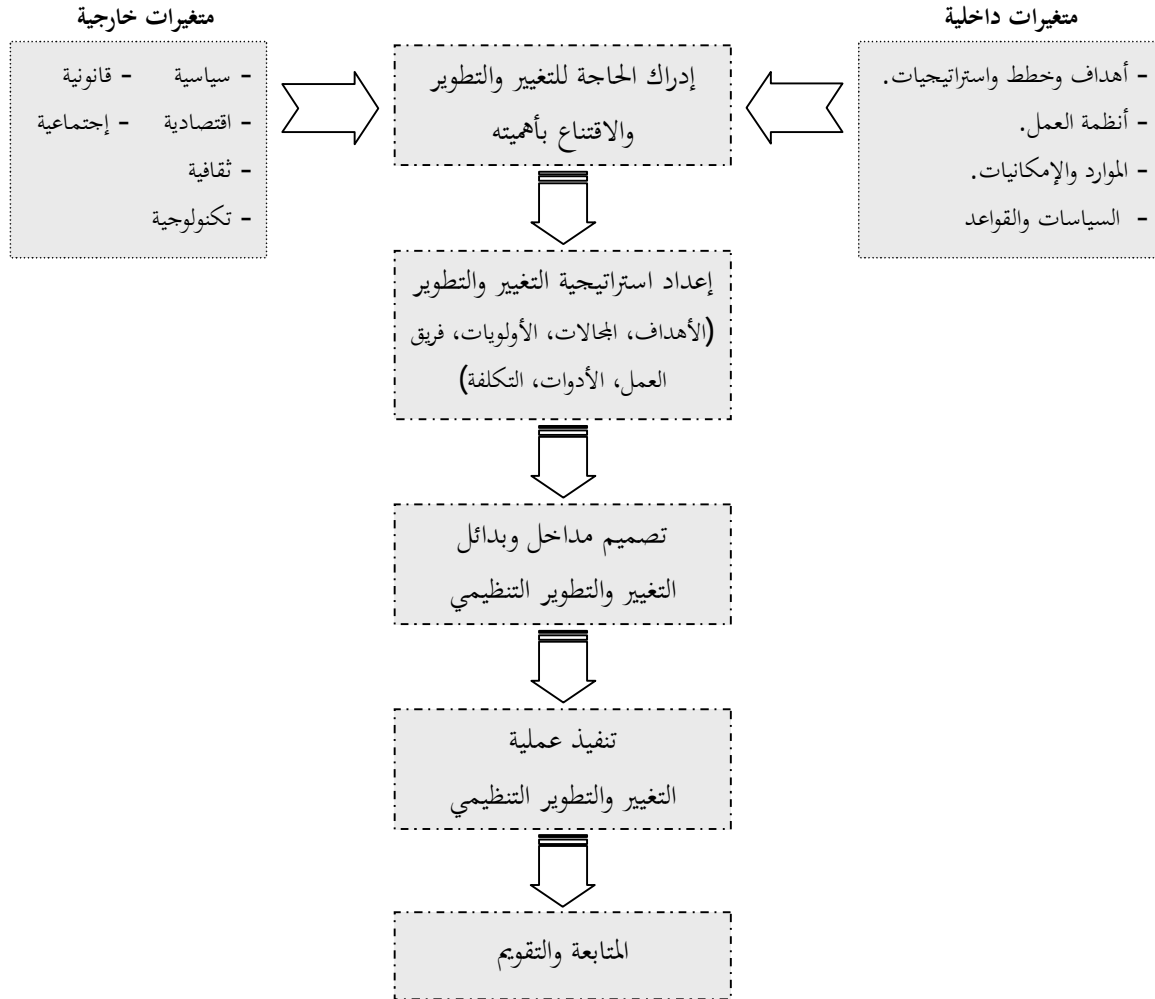 متغيرات داخلية
- أهداف وخطط واستراتيجيات.
- أنظمة العمل.
- الموارد والإمكانيات.
- السياسات والقواعد
متغيرات خارجية
- سياسية - قانونية
- اقتصادية - إجتماعية
- ثقافية
- تكنولوجية
إدراك الحاجة للتغيير والتطوير
والاقتناع بأهميته
إعداد استراتيجية التغيير والتطوير
(الأهداف، المجالات، الأولويات، فريق
العمل، الأدوات، التكلفة)
تصميم مداخل وبدائل
التغيير والتطوير التنظيمي
تنفيذ عملية
التغيير والتطوير التنظيمي
المتابعة والتقويم